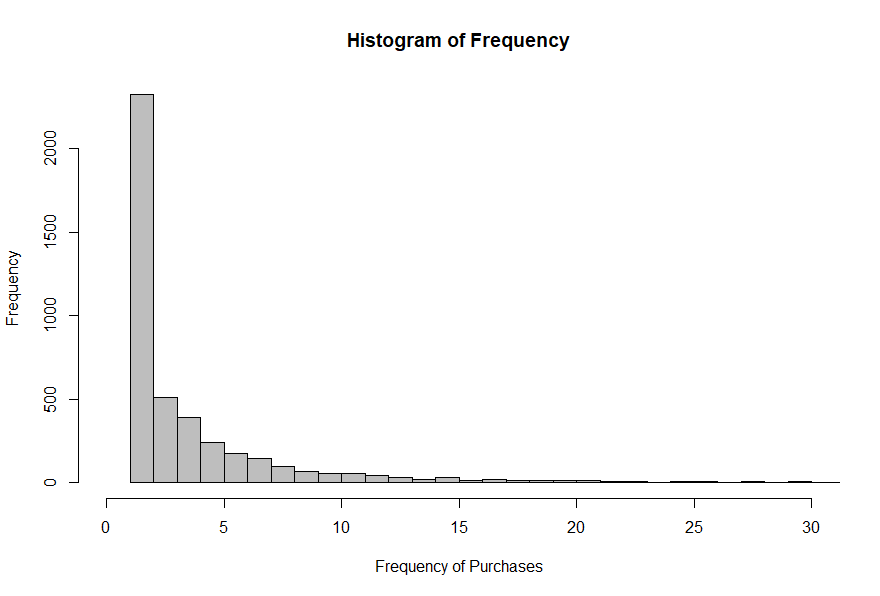 Histogram of Frequency
Frequency
2000
1500
1000
500
0
0 5 10 15 20 25 30
Frequency of Purchases